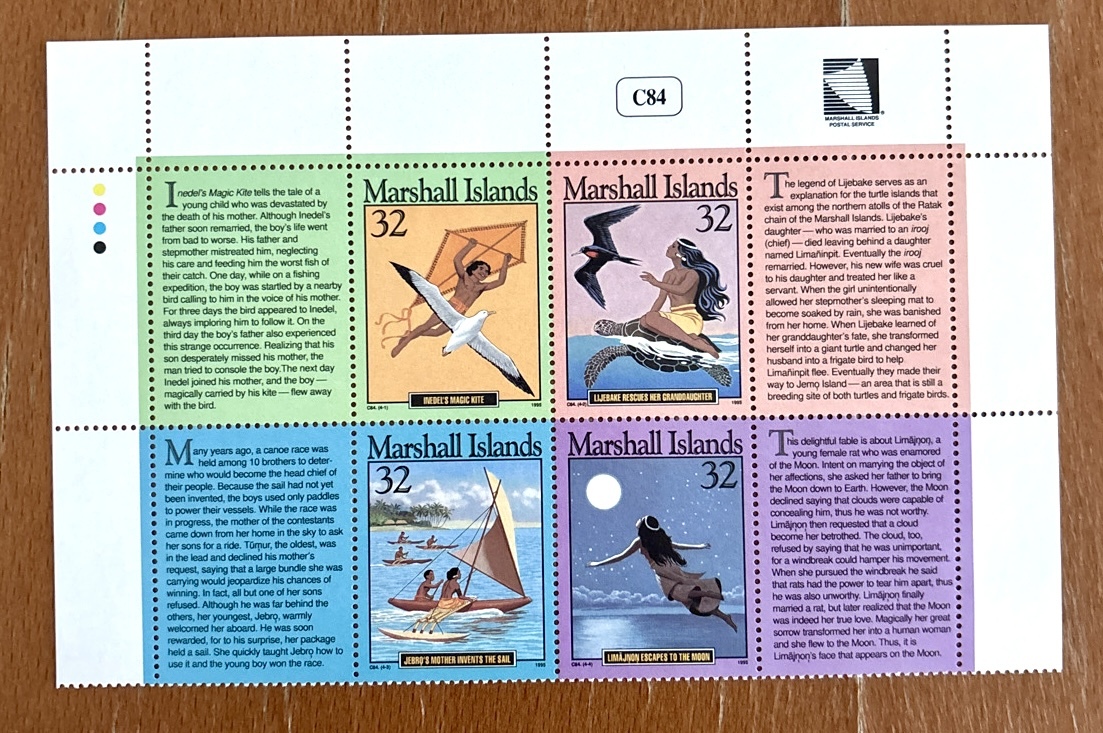 C84
MARSHALL ISLANDS
POSTAL SERVICE
Inedel's Magic Kite tells the tale of a
young child who was devastated by
the death of his mother. Although Inedel's
father soon remarried, the boy's life went
from bad to worse. His father and
stepmother mistreated him, neglecting
his care and feeding him the worst fish of
their catch. One day, while on a fishing
expedition, the boy was startled by a nearby
bird calling to him in the voice of his mother.
For three days the bird appeared to Inedel,
always imploring him to follow it. On the
third day the boy's father also experienced
this strange occurrence. Realizing that his
son desperately missed his mother, the
man tried to console the boy.The next day
Inedel joined his mother, and the boy —
magically carried by his kite — flew away
with the bird.
Marshall Islands
32
INEDEL'S MAGIC KITE
C84. (4-1)
1995
Marshall Islands
32
LIJEBAKE RESCUES HER GRANDDAUGHTER
C84. (4-2)
1995
The legend of Lijebake serves as an
explanation for the turtle islands that
exist among the northern atolls of the Ratak
chain of the Marshall Islands. Lijebake's
daughter — who was married to an irooj
(chief) — died leaving behind a daughter
named Limañinpit. Eventually the irooj
remarried. However, his new wife was cruel
to his daughter and treated her like a
servant. When the girl unintentionally
allowed her stepmother's sleeping mat to
become soaked by rain, she was banished
from her home. When Lijebake learned of
her granddaughter's fate, she transformed
herself into a giant turtle and changed her
husband into a frigate bird to help
Limañinpit flee. Eventually they made their
way to Jemọ Island — an area that is still a
breeding site of both turtles and frigate birds.
Many years ago, a canoe race was
held among 10 brothers to deter-
mine who would become the head chief of
their people. Because the sail had not yet
been invented, the boys used only paddles
to power their vessels. While the race was
in progress, the mother of the contestants
came down from her home in the sky to ask
her sons for a ride. Tūṃur, the oldest, was
in the lead and declined his mother's
request, saying that a large bundle she was
carrying would jeopardize his chances of
winning. In fact, all but one of her sons
refused. Although he was far behind the
others, her youngest, Jebrọ, warmly
welcomed her aboard. He was soon
rewarded, for to his surprise, her package
held a sail. She quickly taught Jebrọ how to
use it and the young boy won the race.
Marshall Islands
32
JEBRỌ'S MOTHER INVENTS THE SAIL
C84. (4-3)
1995
Marshall Islands
32
LIMĀJṆOṆ ESCAPES TO THE MOON
C84. (4-4)
1995
This delightful fable is about Limājṇoṇ, a
young female rat who was enamored
of the Moon. Intent on marrying the object of
her affections, she asked her father to bring
the Moon down to Earth. However, the Moon
declined saying that clouds were capable of
concealing him, thus he was not worthy.
Limājṇoṇ then requested that a cloud
become her betrothed. The cloud, too,
refused by saying that he was unimportant,
for a windbreak could hamper his movement.
When she pursued the windbreak he said
that rats had the power to tear him apart, thus
he was also unworthy. Limājṇoṇ finally
married a rat, but later realized that the Moon
was indeed her true love. Magically her great
sorrow transformed her into a human woman
and she flew to the Moon. Thus, it is
Limājṇoṇ's face that appears on the Moon.